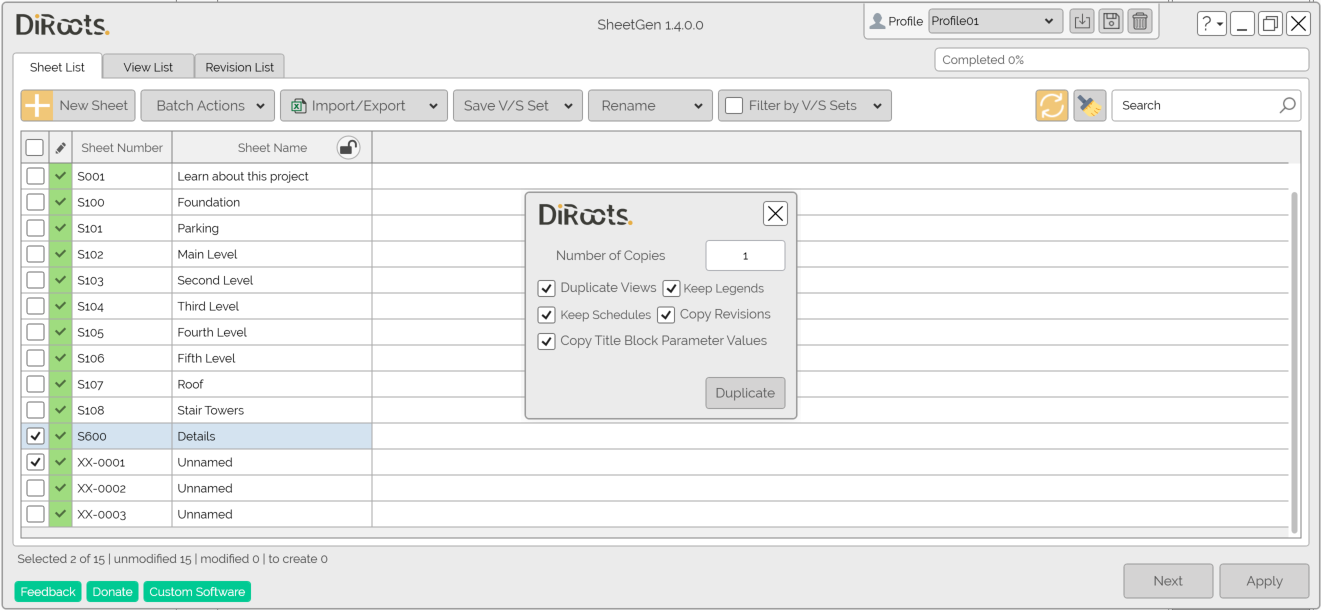 DiRoots.
SheetGen 1.4.0.0
Profile Profile01
?
Sheet List View List Revision List
Completed 0%
New Sheet Batch Actions Import/Export Save V/S Set Rename Filter by V/S Sets Search
Sheet Number Sheet Name
S001 Learn about this project
S100 Foundation
S101 Parking
S102 Main Level
S103 Second Level
S104 Third Level
S105 Fourth Level
S106 Fifth Level
S107 Roof
S108 Stair Towers
S600 Details
XX-0001 Unnamed
XX-0002 Unnamed
XX-0003 Unnamed
DiRoots.
Number of Copies 1
Duplicate Views Keep Legends
Keep Schedules Copy Revisions
Copy Title Block Parameter Values
Duplicate
Selected 2 of 15 | unmodified 15 | modified 0 | to create 0
Feedback Donate Custom Software
Next Apply